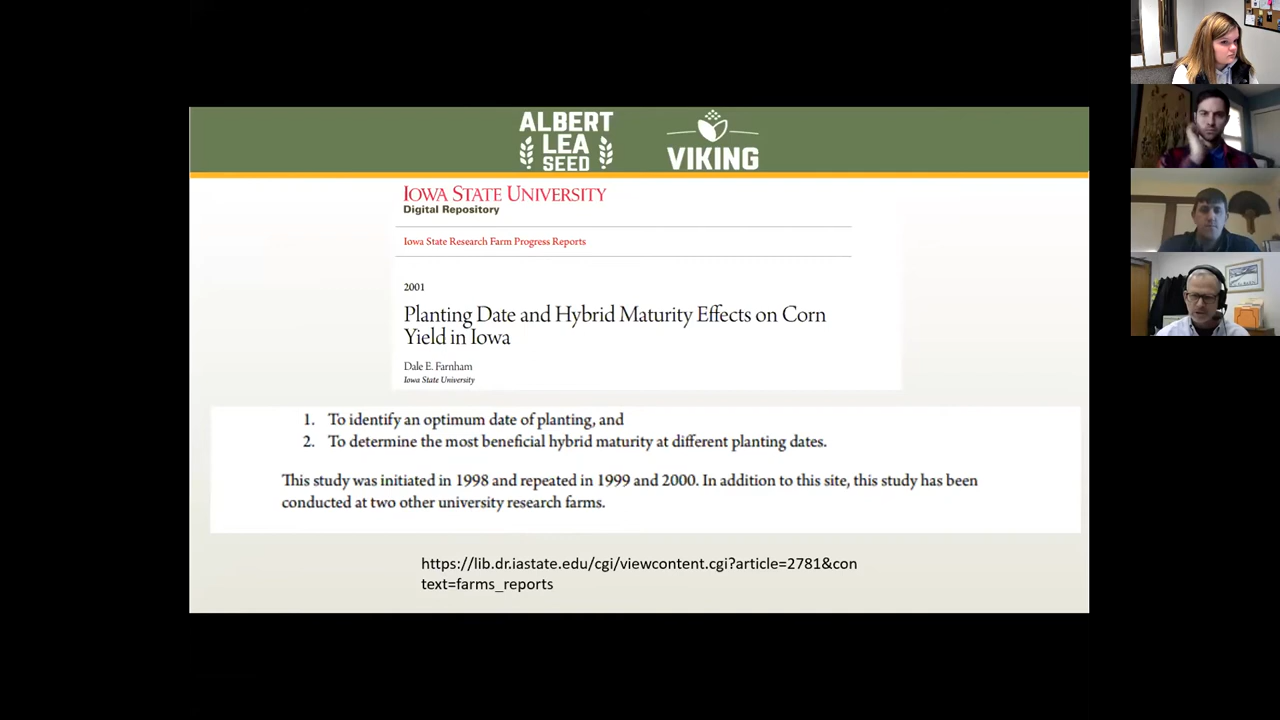 ALBERT
LEA
SEED
VIKING
IOWA STATE UNIVERSITY
Digital Repository
Iowa State Research Farm Progress Reports
2001
Planting Date and Hybrid Maturity Effects on Corn
Yield in Iowa
Dale E. Farnham
Iowa State University
1. To identify an optimum date of planting, and
2. To determine the most beneficial hybrid maturity at different planting dates.
This study was initiated in 1998 and repeated in 1999 and 2000. In addition to this site, this study has been
conducted at two other university research farms.
https://lib.dr.iastate.edu/cgi/viewcontent.cgi?article=2781&con
text=farms_reports